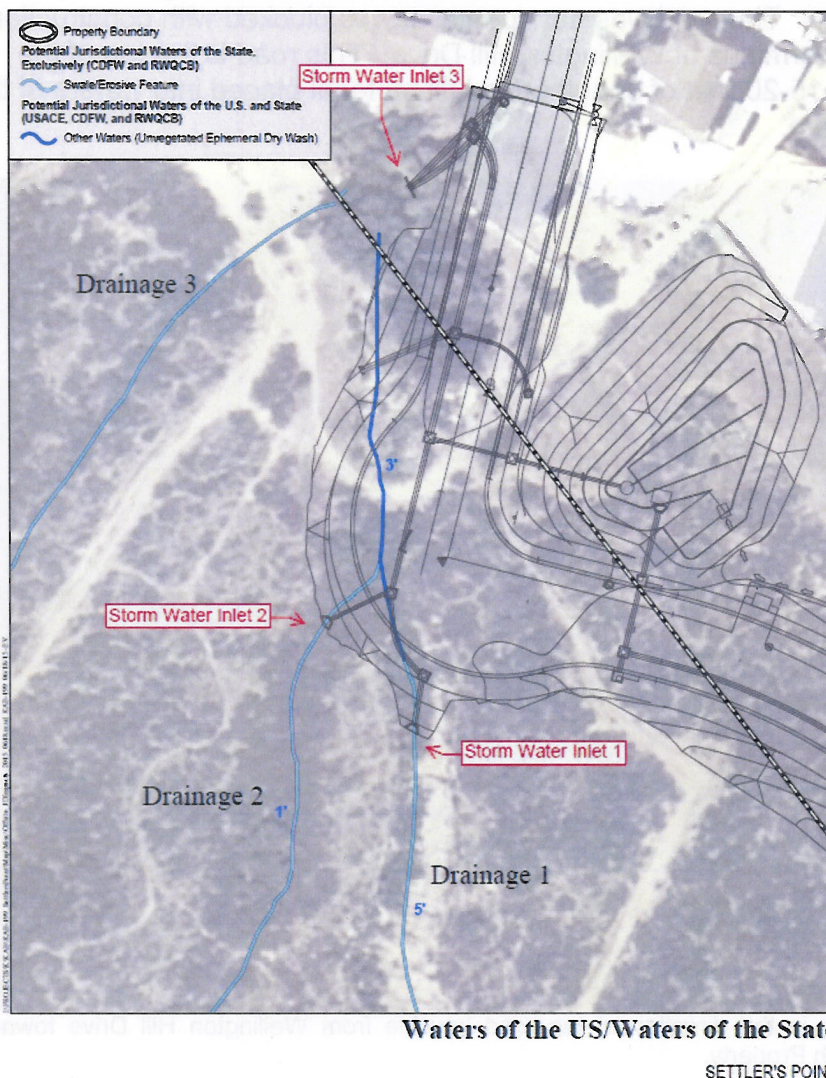 Property Boundary
Potential Jurisdictional Waters of the State,
Exclusively (CDFW and RWQCB)
Swale/Erosive Feature
Potential Jurisdictional Waters of the U.S. and State
(USACE, CDFW, and RWQCB)
Other Waters (Unvegetated Ephemeral Dry Wash)
Storm Water Inlet 3
Drainage 3
3'
Storm Water Inlet 2
Storm Water Inlet 1
Drainage 2
1'
Drainage 1
5'
Waters of the US/Waters of the Stat
SETTLER'S POIN